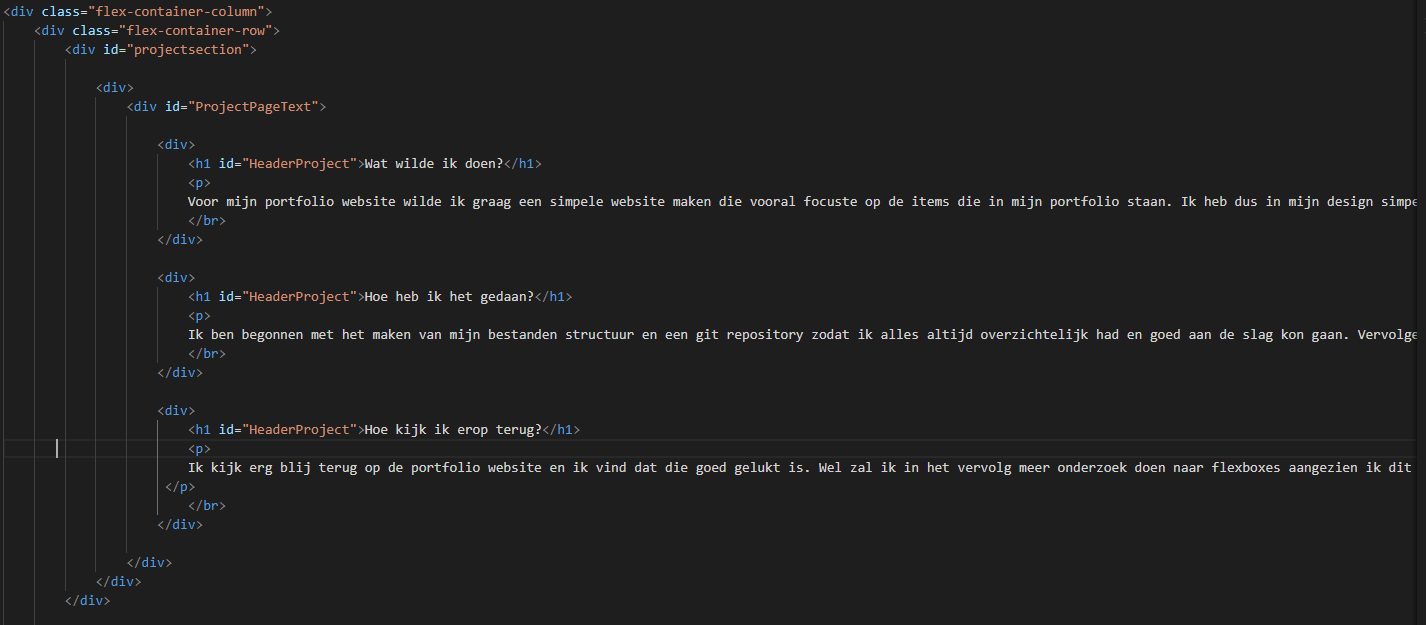 <div class="flex-container-column">
<div class="flex-container-row">
<div id="projectsection">
<div>
<div id="ProjectPageText">
<div>
<h1 id="HeaderProject">Wat wilde ik doen?</h1>
<p>
Voor mijn portfolio website wilde ik graag een simpele website maken die vooral focuste op de items die in mijn portfolio staan. Ik heb dus in mijn design simpe
</br>
</div>
<div>
<h1 id="HeaderProject">Hoe heb ik het gedaan?</h1>
<p>
Ik ben begonnen met het maken van mijn bestanden structuur en een git repository zodat ik alles altijd overzichtelijk had en goed aan de slag kon gaan. Vervolge
</br>
</div>
<div>
<h1 id="HeaderProject">Hoe kijk ik erop terug?</h1>
<p>
Ik kijk erg blij terug op de portfolio website en ik vind dat die goed gelukt is. Wel zal ik in het vervolg meer onderzoek doen naar flexboxes aangezien ik dit
</p>
</br>
</div>
</div>
</div>
</div>